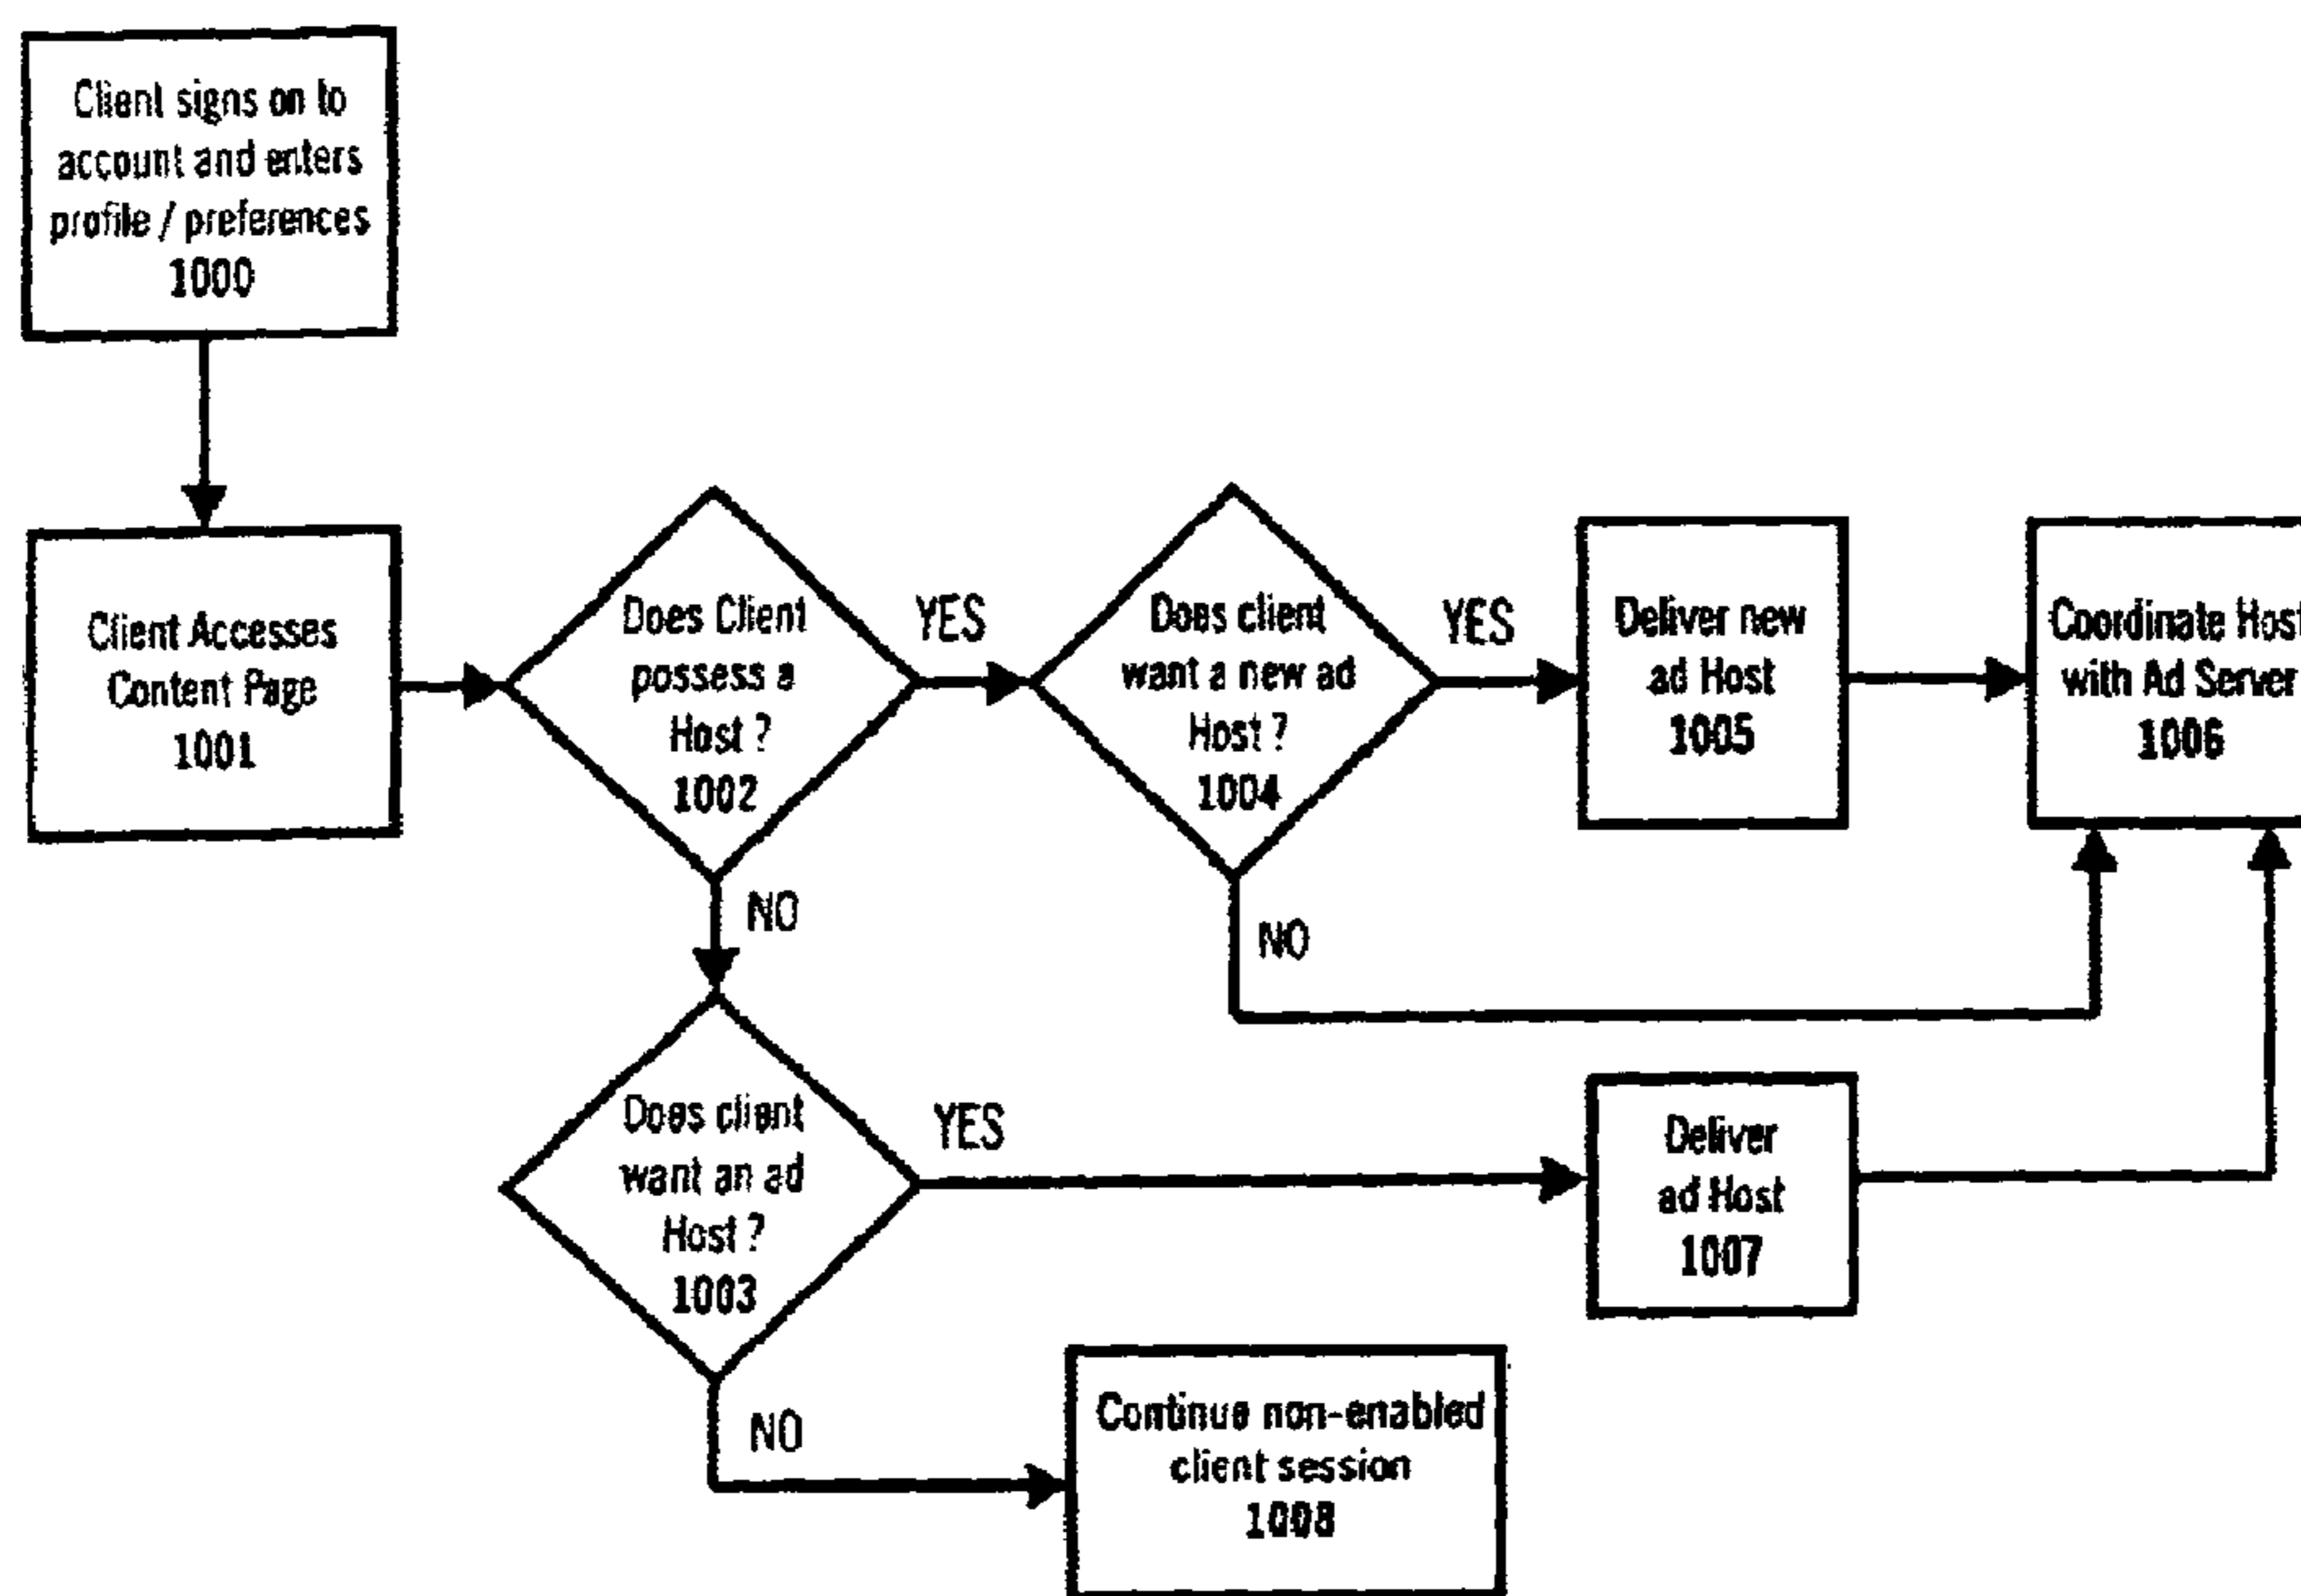 Client signs on to
account and enters
profile / preferences
1000
Client Accesses
Content Page
1001
Does Client
possess a
Host ?
1002
YES
Does client
want a new ad
Host ?
1004
YES
Deliver new
ad Host
1005
Coordinate Host
with Ad Server
1006
NO
NO
Does client
want an ad
Host ?
1003
YES
Deliver
ad Host
1007
NO
Continue non-enabled
client session
1008